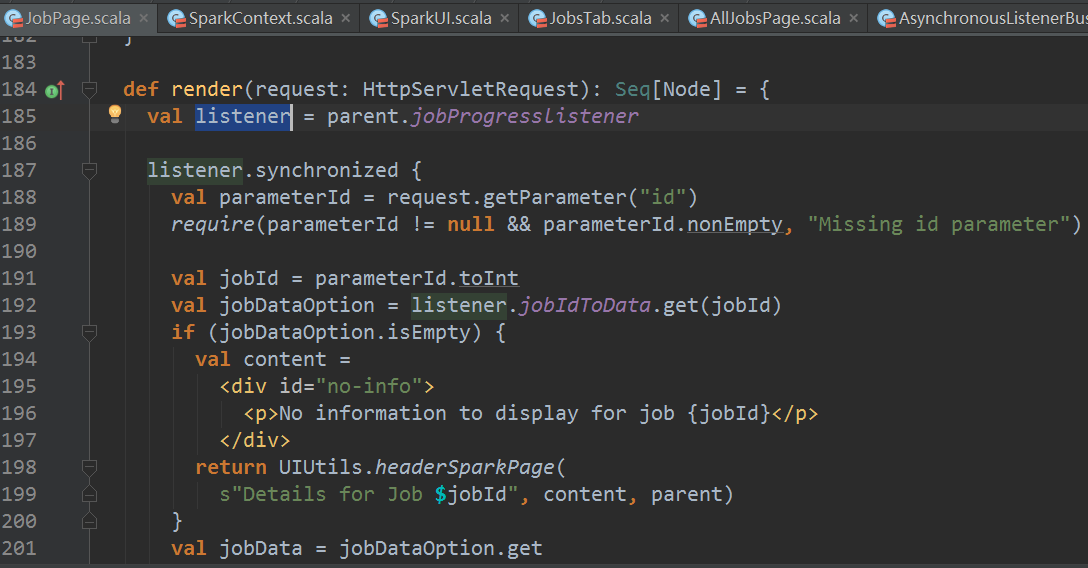 JobPage.scala × SparkContext.scala × SparkUI.scala × JobsTab.scala × AllJobsPage.scala × AsynchronousListenerBus
182 }
183
184 def render(request: HttpServletRequest): Seq[Node] = {
185 val listener = parent.jobProgresslistener
186
187 listener.synchronized {
188 val parameterId = request.getParameter("id")
189 require(parameterId != null && parameterId.nonEmpty, "Missing id parameter")
190
191 val jobId = parameterId.toInt
192 val jobDataOption = listener.jobIdToData.get(jobId)
193 if (jobDataOption.isEmpty) {
194 val content =
195 <div id="no-info">
196 <p>No information to display for job {jobId}</p>
197 </div>
198 return UIUtils.headerSparkPage(
199 s"Details for Job $jobId", content, parent)
200 }
201 val jobData = jobDataOption.get